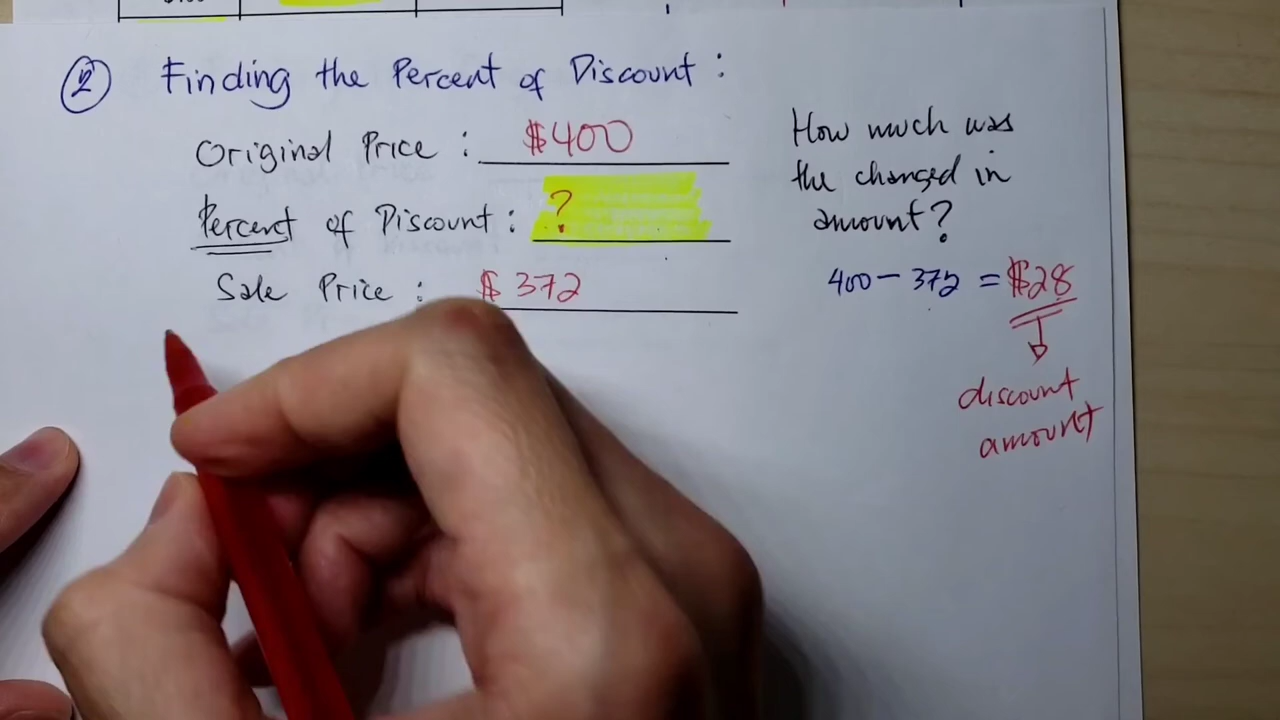 2 Finding the Percent of Discount :
Original Price : $400
Percent of Discount : ?
Sale Price : $ 372
How much was
the changed in
amount?
400 - 372 = $28
discount
amount